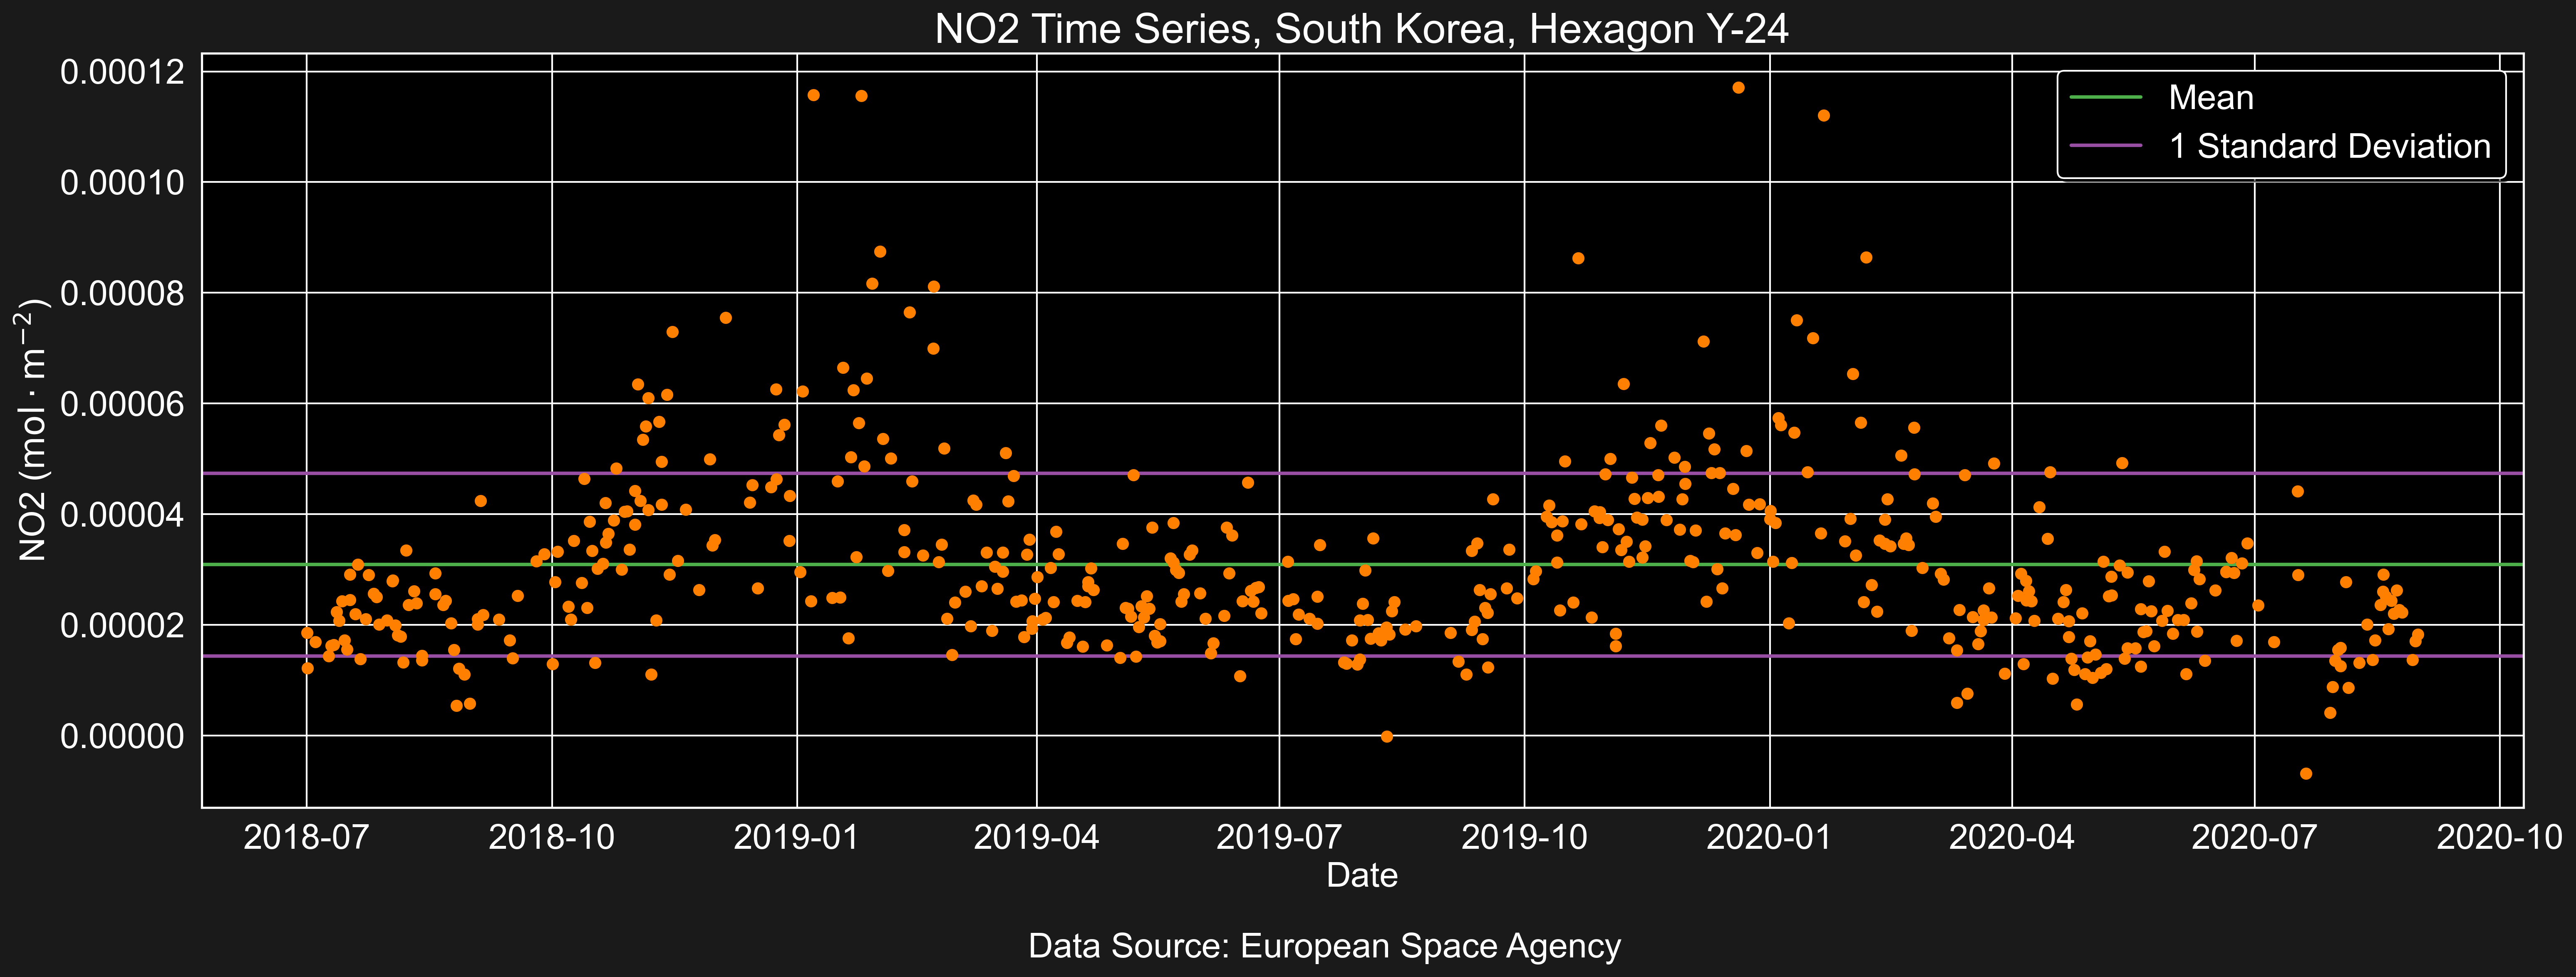 NO2 Time Series, South Korea, Hexagon Y-24
Mean
1 Standard Deviation
NO2 (mol · m⁻²)
0.00012
0.00010
0.00008
0.00006
0.00004
0.00002
0.00000
2018-07 2018-10 2019-01 2019-04 2019-07 2019-10 2020-01 2020-04 2020-07 2020-10
Date
Data Source: European Space Agency